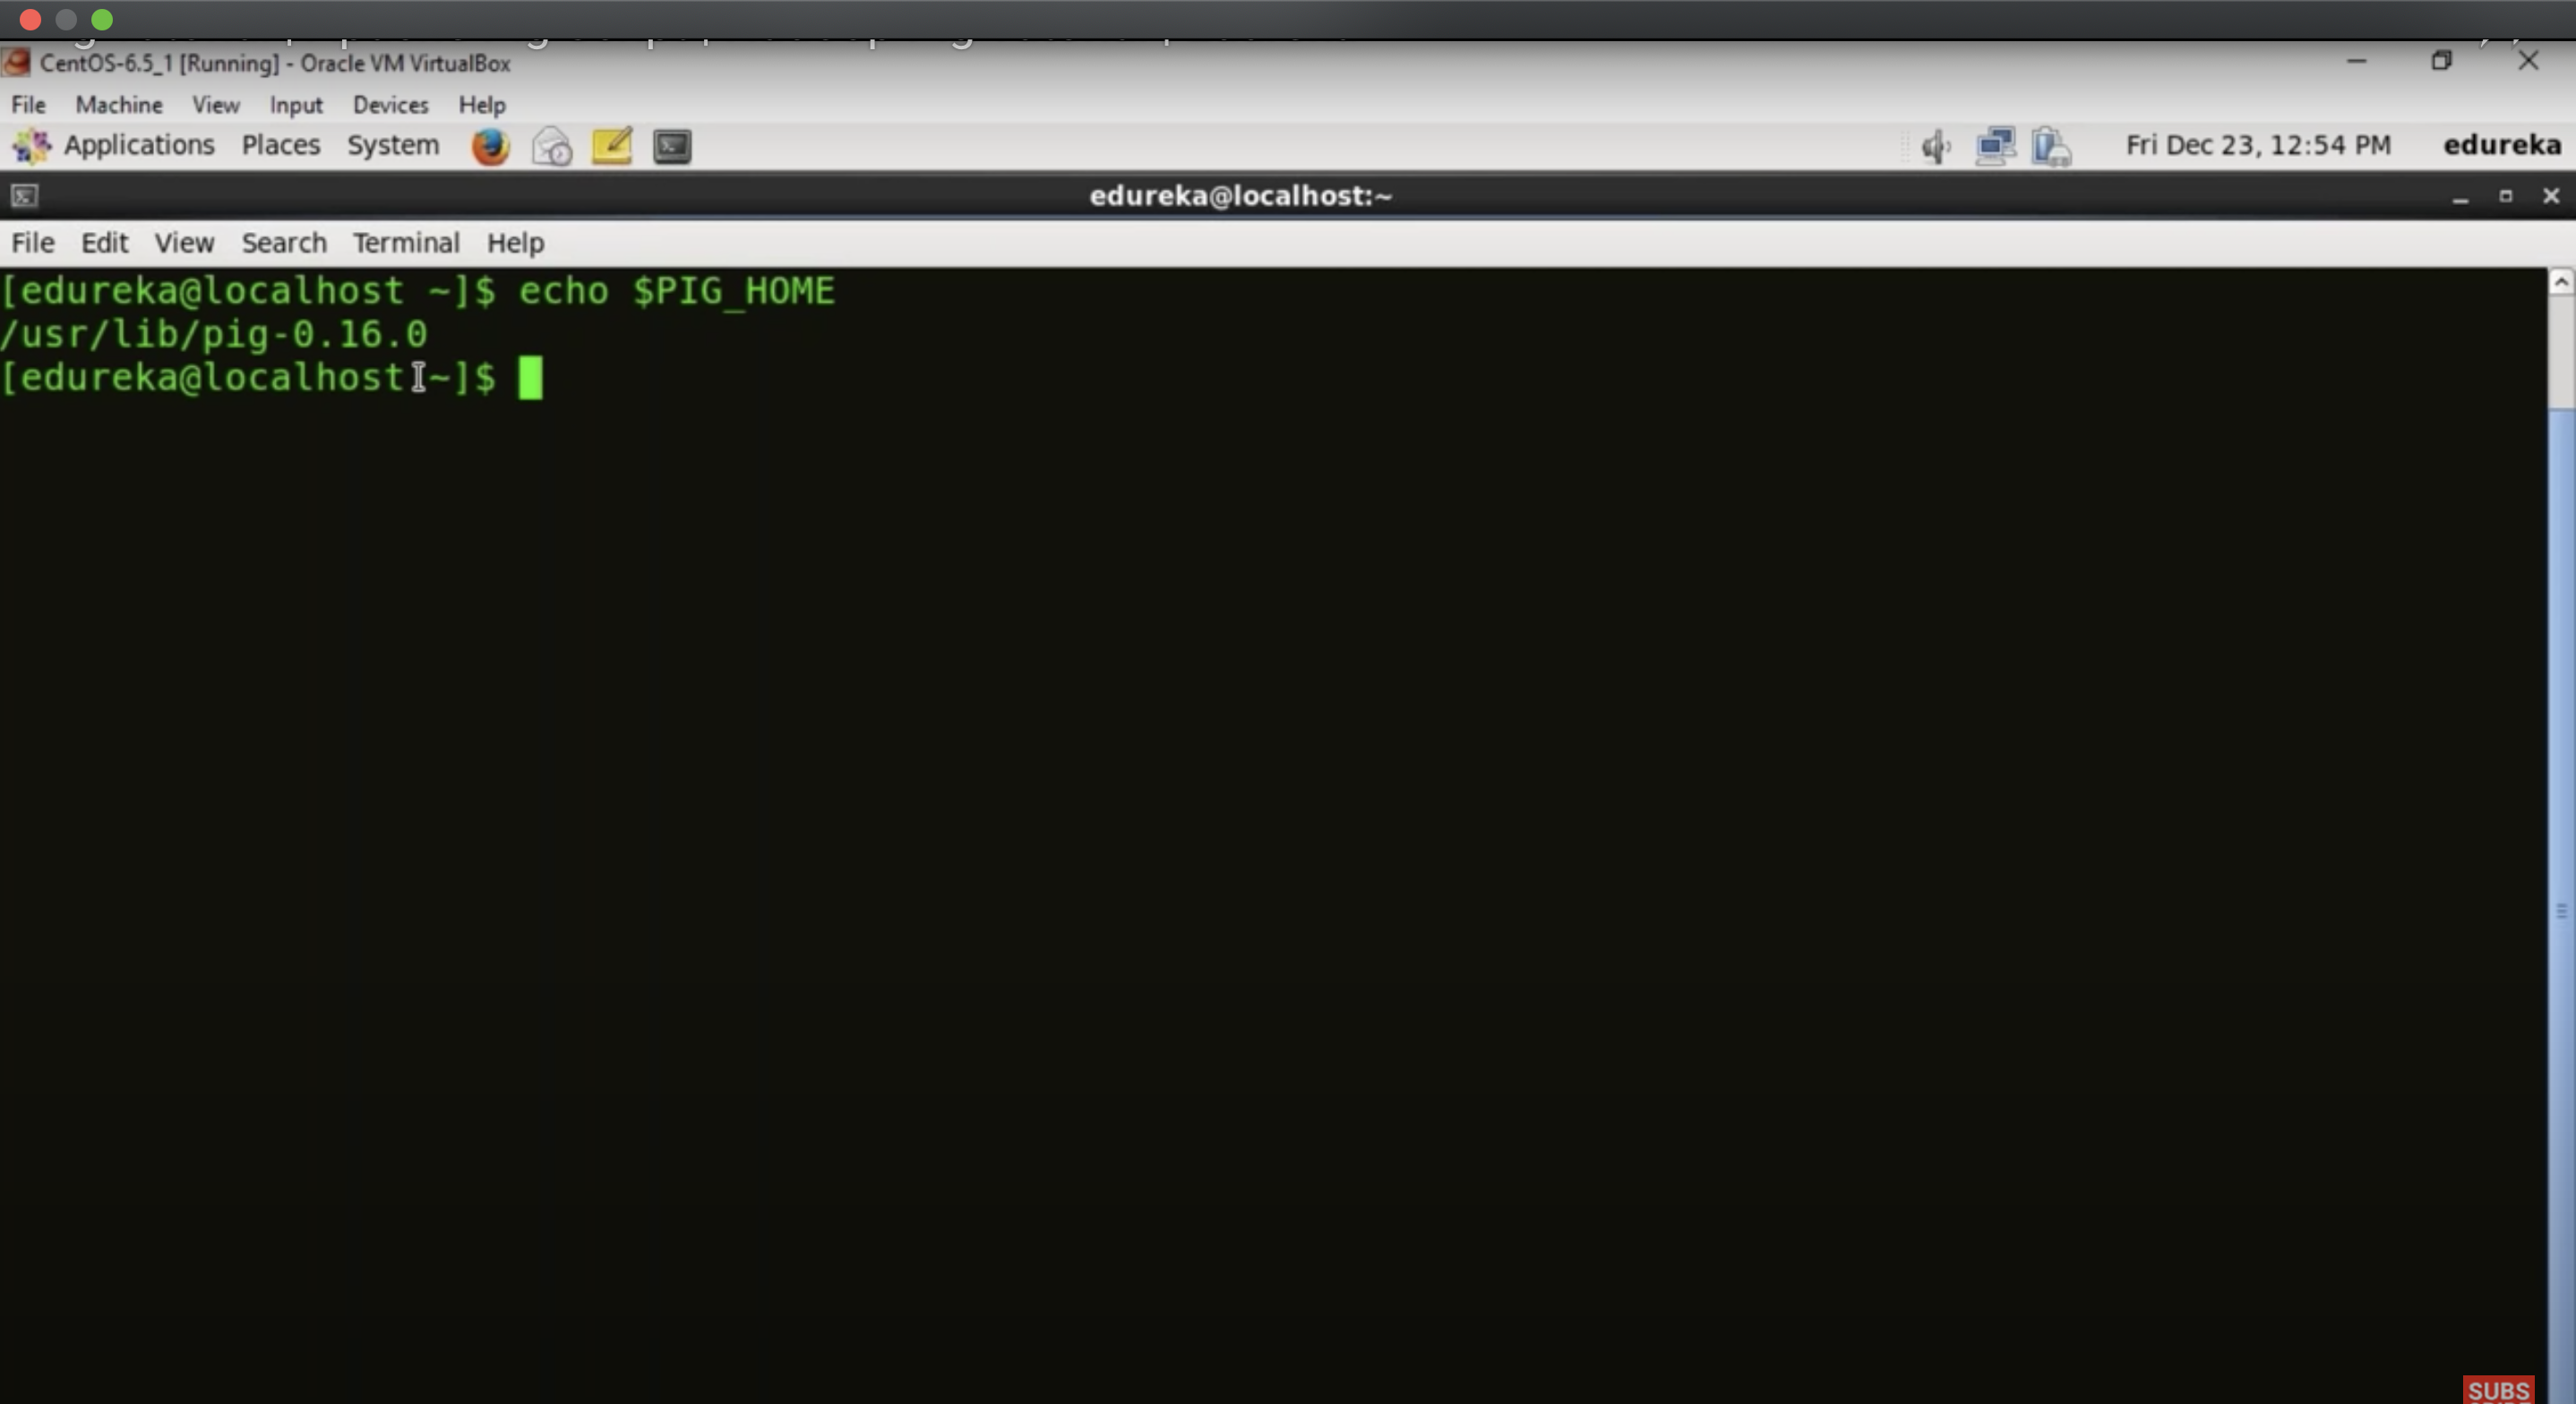 CentOS-6.5_1 [Running] - Oracle VM VirtualBox
File Machine View Input Devices Help
Applications Places System Fri Dec 23, 12:54 PM edureka
edureka@localhost:~
File Edit View Search Terminal Help
[edureka@localhost ~]$ echo $PIG_HOME
/usr/lib/pig-0.16.0
[edureka@localhost ~]$
SUBS